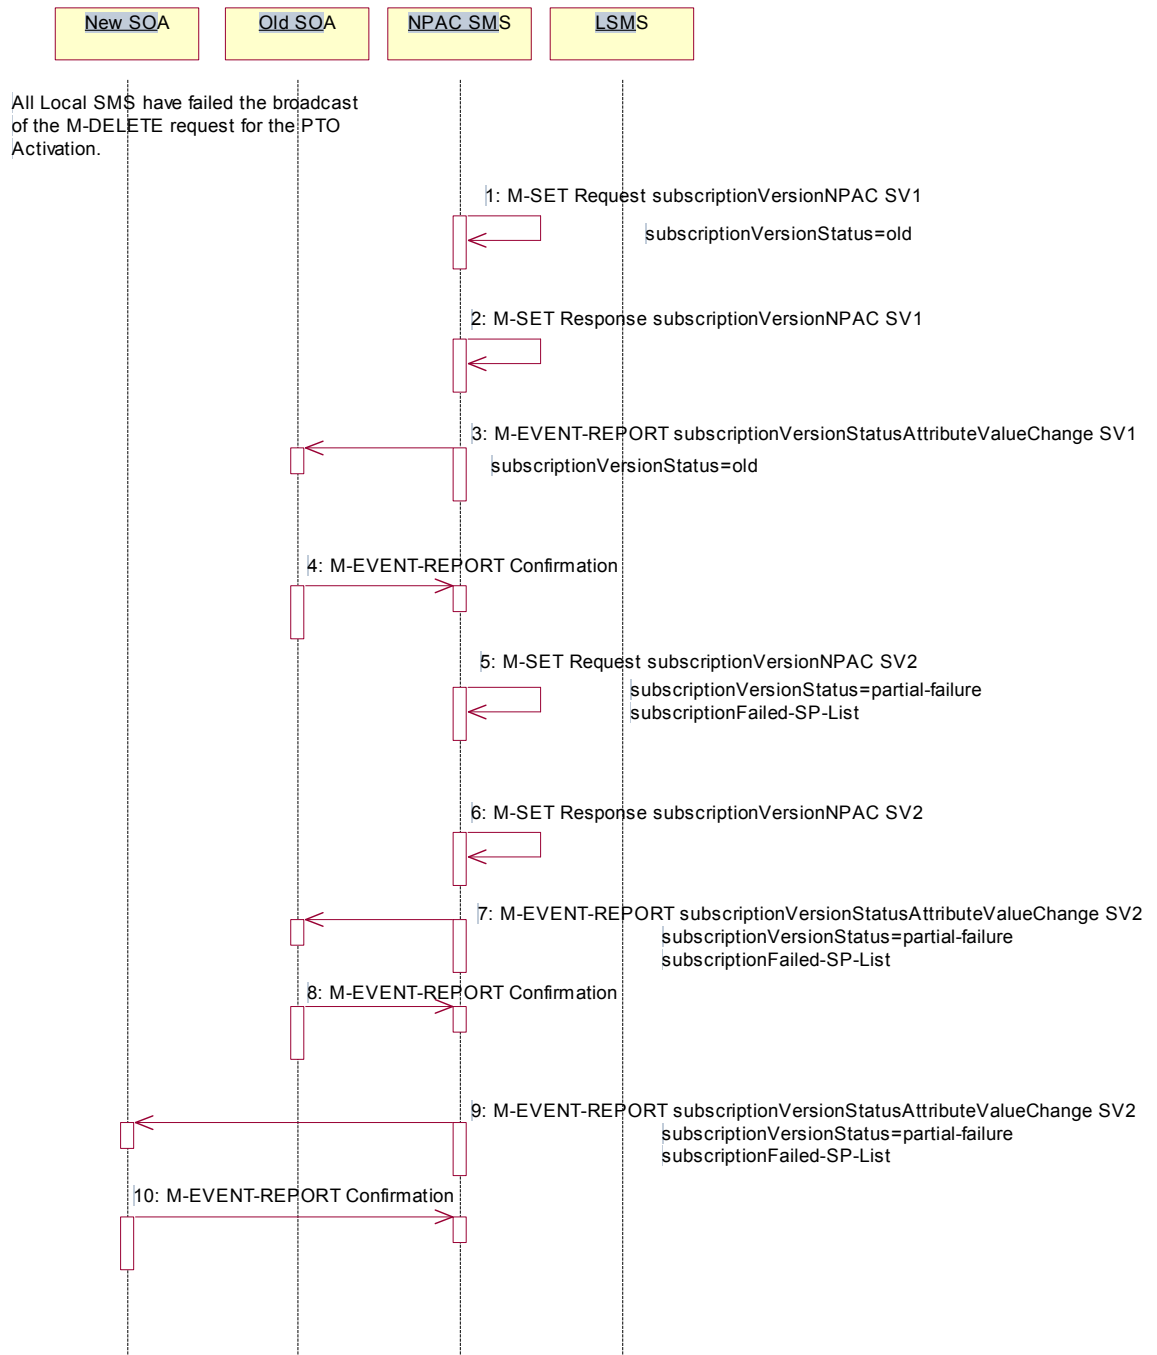 New SOA
Old SOA
NPAC SMS
LSMS
All Local SMS have failed the broadcast
of the M-DELETE request for the PTO
Activation.
1: M-SET Request subscriptionVersionNPAC SV1
subscriptionVersionStatus=old
2: M-SET Response subscriptionVersionNPAC SV1
3: M-EVENT-REPORT subscriptionVersionStatusAttributeValueChange SV1
subscriptionVersionStatus=old
4: M-EVENT-REPORT Confirmation
5: M-SET Request subscriptionVersionNPAC SV2
subscriptionVersionStatus=partial-failure
subscriptionFailed-SP-List
6: M-SET Response subscriptionVersionNPAC SV2
7: M-EVENT-REPORT subscriptionVersionStatusAttributeValueChange SV2
subscriptionVersionStatus=partial-failure
subscriptionFailed-SP-List
8: M-EVENT-REPORT Confirmation
9: M-EVENT-REPORT subscriptionVersionStatusAttributeValueChange SV2
subscriptionVersionStatus=partial-failure
subscriptionFailed-SP-List
10: M-EVENT-REPORT Confirmation